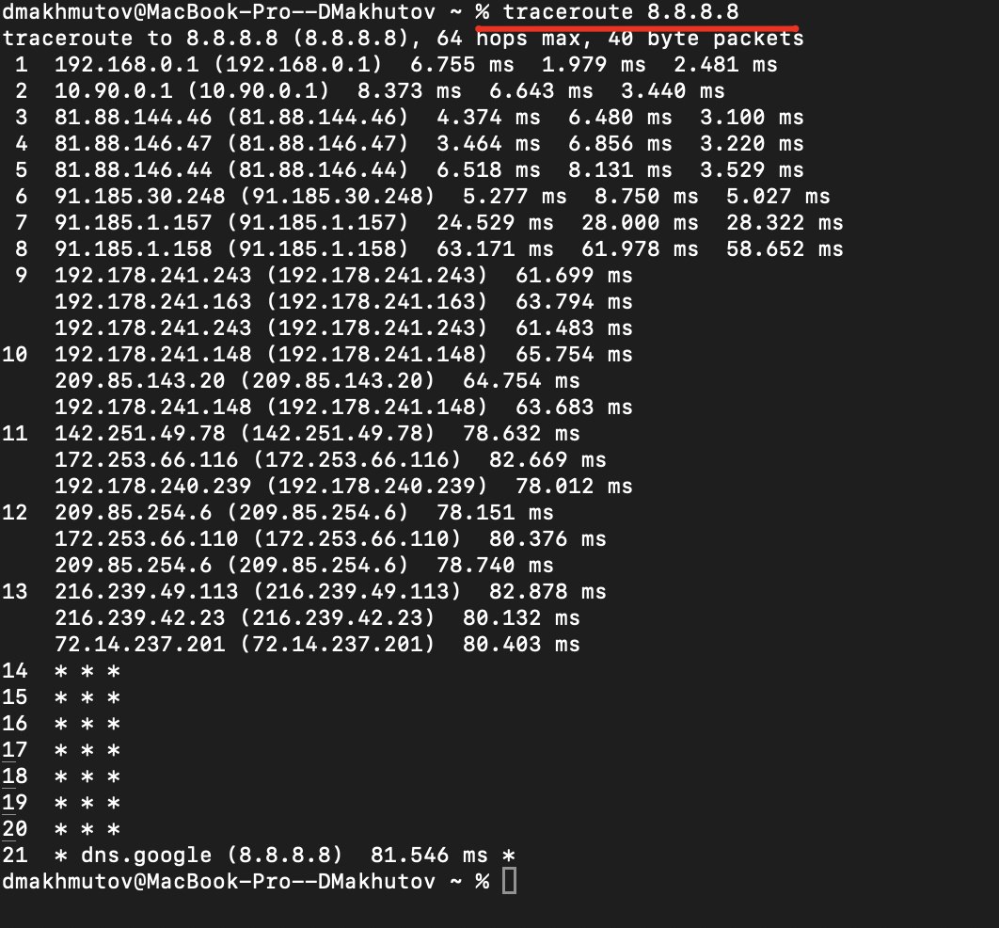 dmakhmutov@MacBook-Pro--DMakhutov ~ % traceroute 8.8.8.8
traceroute to 8.8.8.8 (8.8.8.8), 64 hops max, 40 byte packets
 1  192.168.0.1 (192.168.0.1)  6.755 ms  1.979 ms  2.481 ms
 2  10.90.0.1 (10.90.0.1)  8.373 ms  6.643 ms  3.440 ms
 3  81.88.144.46 (81.88.144.46)  4.374 ms  6.480 ms  3.100 ms
 4  81.88.146.47 (81.88.146.47)  3.464 ms  6.856 ms  3.220 ms
 5  81.88.146.44 (81.88.146.44)  6.518 ms  8.131 ms  3.529 ms
 6  91.185.30.248 (91.185.30.248)  5.277 ms  8.750 ms  5.027 ms
 7  91.185.1.157 (91.185.1.157)  24.529 ms  28.000 ms  28.322 ms
 8  91.185.1.158 (91.185.1.158)  63.171 ms  61.978 ms  58.652 ms
 9  192.178.241.243 (192.178.241.243)  61.699 ms
    192.178.241.163 (192.178.241.163)  63.794 ms
    192.178.241.243 (192.178.241.243)  61.483 ms
10  192.178.241.148 (192.178.241.148)  65.754 ms
    209.85.143.20 (209.85.143.20)  64.754 ms
    192.178.241.148 (192.178.241.148)  63.683 ms
11  142.251.49.78 (142.251.49.78)  78.632 ms
    172.253.66.116 (172.253.66.116)  82.669 ms
    192.178.240.239 (192.178.240.239)  78.012 ms
12  209.85.254.6 (209.85.254.6)  78.151 ms
    172.253.66.110 (172.253.66.110)  80.376 ms
    209.85.254.6 (209.85.254.6)  78.740 ms
13  216.239.49.113 (216.239.49.113)  82.878 ms
    216.239.42.23 (216.239.42.23)  80.132 ms
    72.14.237.201 (72.14.237.201)  80.403 ms
14  * * *
15  * * *
16  * * *
17  * * *
18  * * *
19  * * *
20  * * *
21  * dns.google (8.8.8.8)  81.546 ms *
dmakhmutov@MacBook-Pro--DMakhutov ~ %